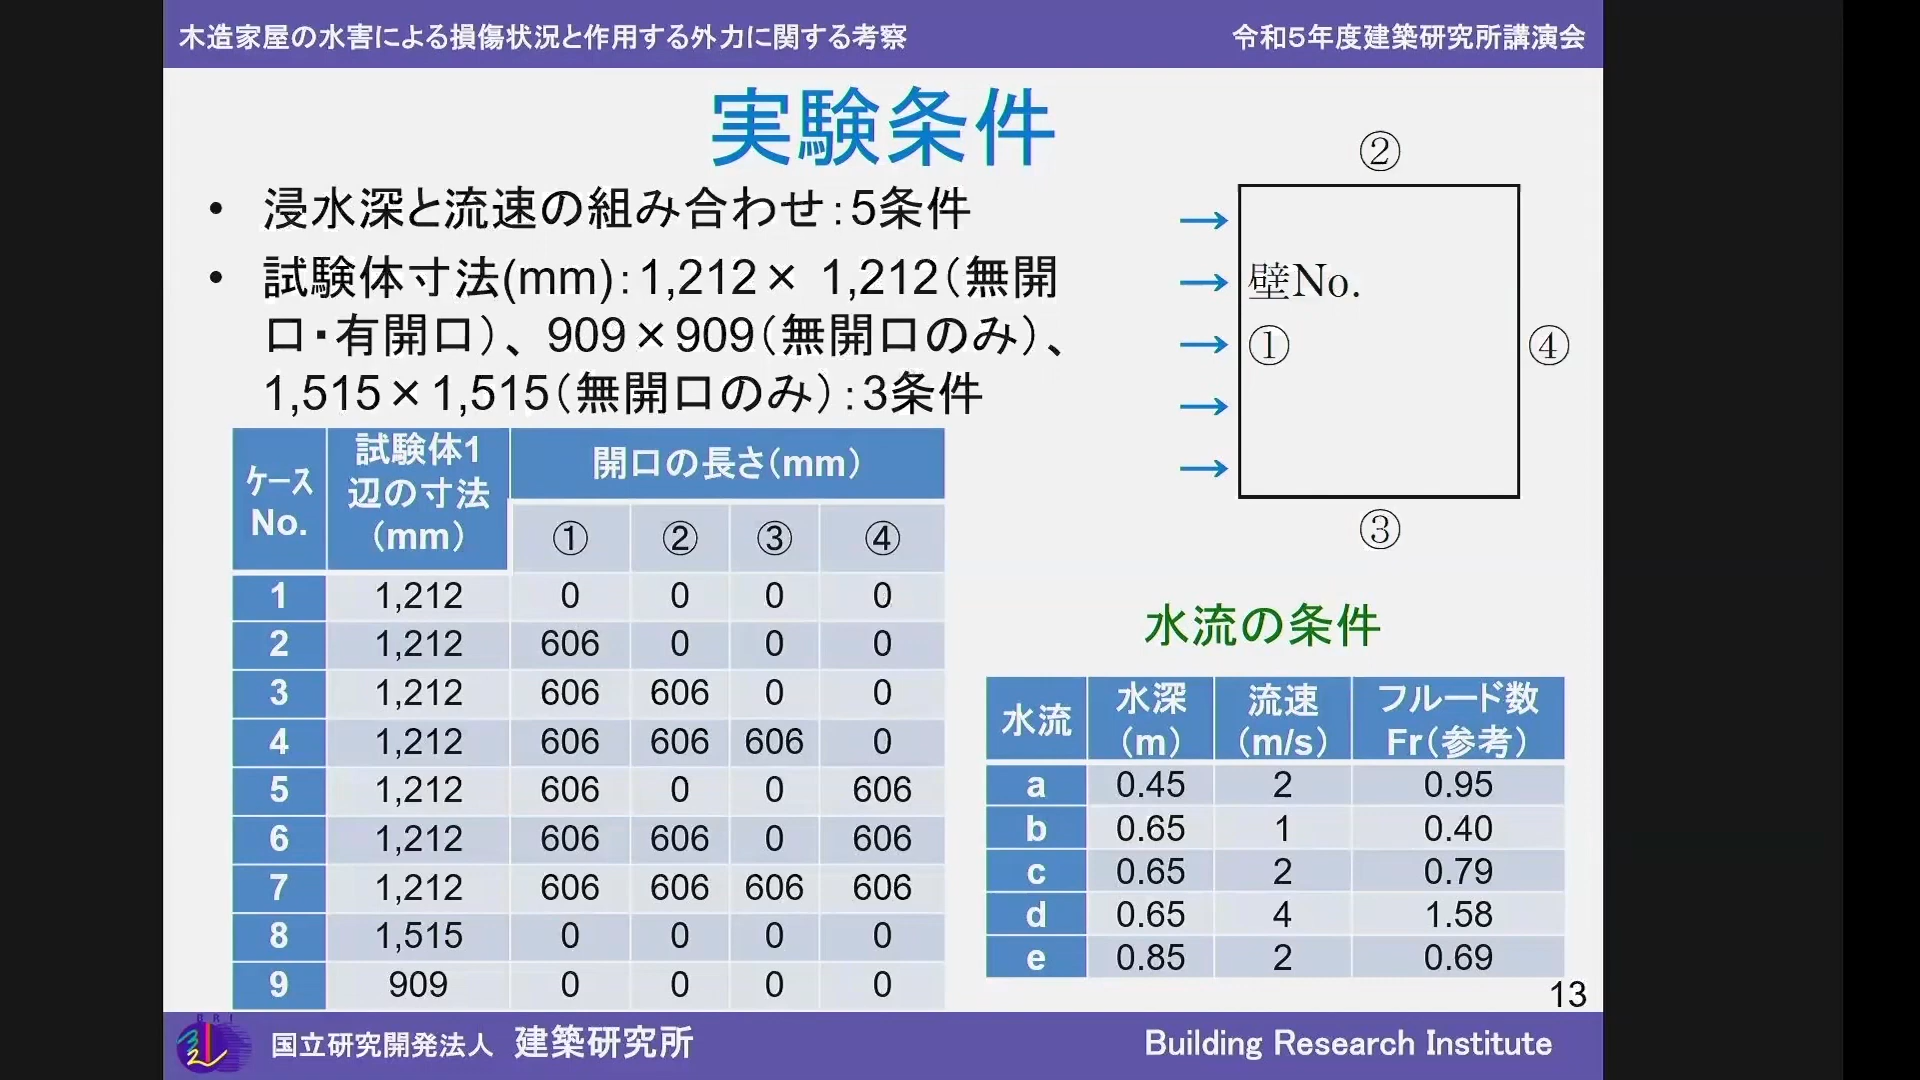 木造家屋の水害による損傷状況と作用する外力に関する考察
令和5年度建築研究所講演会
実験条件
• 浸水深と流速の組み合わせ：5条件
• 試験体寸法(mm)：1,212× 1,212（無開
口・有開口）、909×909（無開口のみ）、
1,515×1,515（無開口のみ）：3条件
②
壁No.
①
④
③
ｹｰｽ No. 試験体1辺の寸法（mm） 開口の長さ（mm）
① ② ③ ④
1 1,212 0 0 0 0
2 1,212 606 0 0 0
3 1,212 606 606 0 0
4 1,212 606 606 606 0
5 1,212 606 0 0 606
6 1,212 606 606 0 606
7 1,212 606 606 606 606
8 1,515 0 0 0 0
9 909 0 0 0 0
水流の条件
水流 水深（m） 流速（m/s） フルード数Fr（参考）
a 0.45 2 0.95
b 0.65 1 0.40
c 0.65 2 0.79
d 0.65 4 1.58
e 0.85 2 0.69
13
国立研究開発法人 建築研究所
Building Research Institute